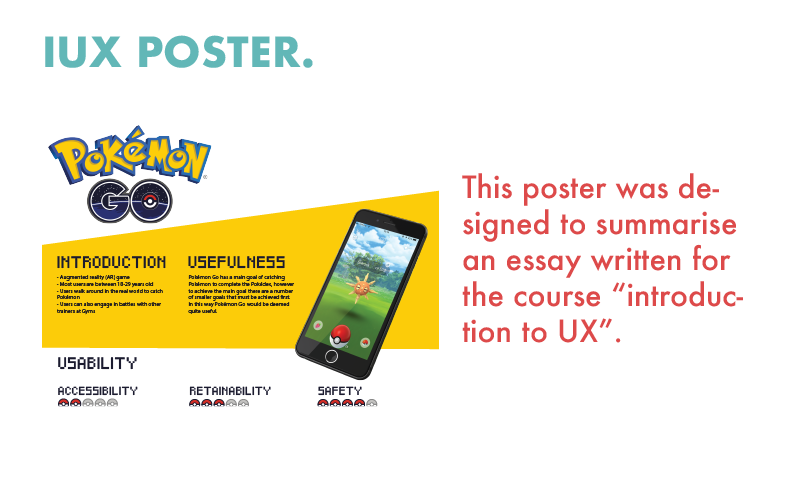 IUX POSTER.
POKÉMON
GO
INTRODUCTION
- Augmented reality (AR) game
- Most users are between 18-29 years old
- Users walk around in the real world to catch
Pokémon
- Users can also engage in battles with other
trainers at Gyms
USEFULNESS
Pokémon Go has a main goal of catching
Pokémon to complete the Pokédex, however
to achieve the main goal there are a number
of smaller goals that must be achieved first.
In this way Pokémon Go would be deemed
quite useful.
USABILITY
ACCESSIBILITY
RETAINABILITY
SAFETY
This poster was de-
signed to summarise
an essay written for
the course “introduc-
tion to UX”.